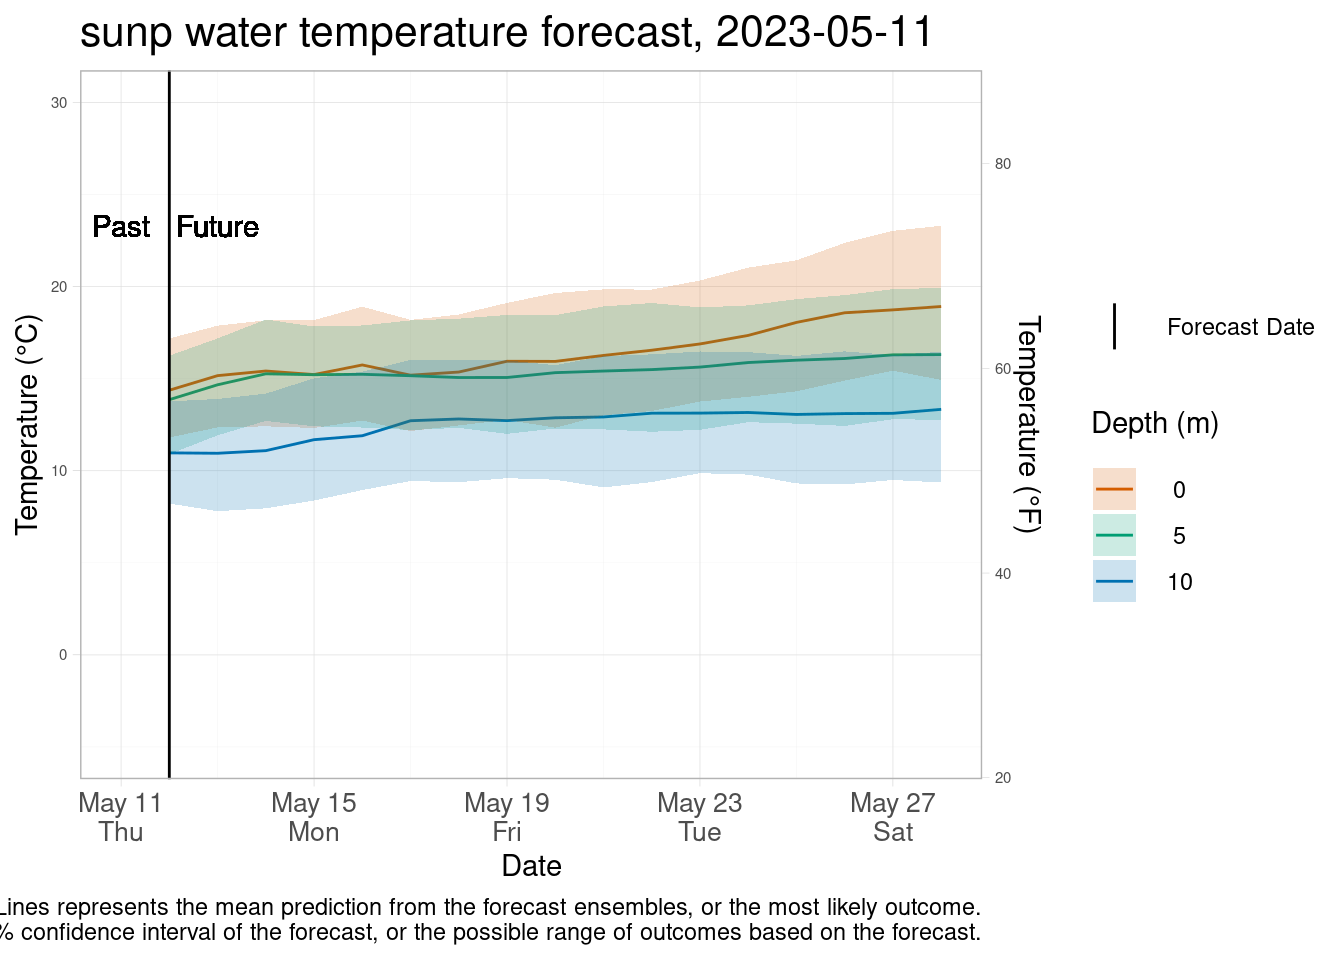 sunp water temperature forecast, 2023-05-11
30
20
10
0
Temperature (°C)
Past
Future
80
60
40
20
Temperature (°F)
May 11
Thu
May 15
Mon
May 19
Fri
May 23
Tue
May 27
Sat
Date
Forecast Date
Depth (m)
0
5
10
Lines represents the mean prediction from the forecast ensembles, or the most likely outcome.
% confidence interval of the forecast, or the possible range of outcomes based on the forecast.